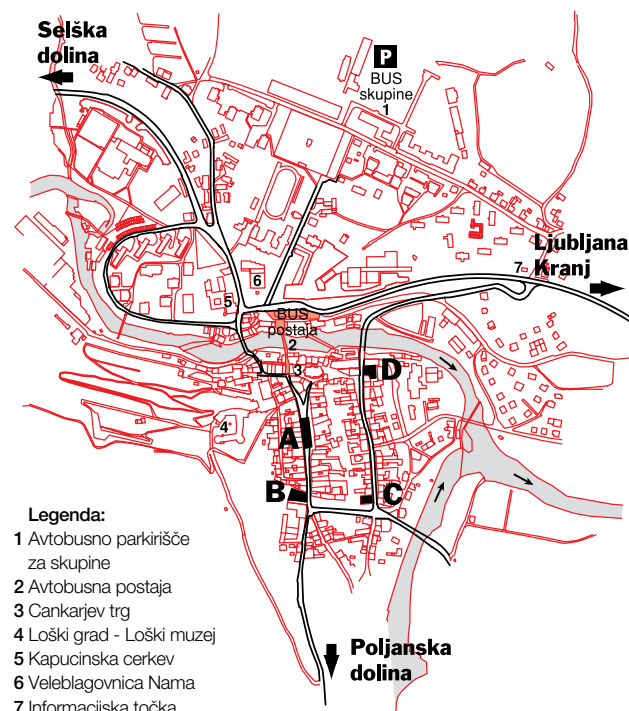 Selška
dolina
P
BUS
skupine
1
Ljubljana
7
Kranj
6
5
BUS
postaja
2
3
D
4
A
B
C
Legenda:
1 Avtobusno parkirišče
za skupine
2 Avtobusna postaja
3 Cankarjev trg
4 Loški grad - Loški muzej
5 Kapucinska cerkev
6 Veleblagovnica Nama
7 Informacijska točka
Poljanska
dolina